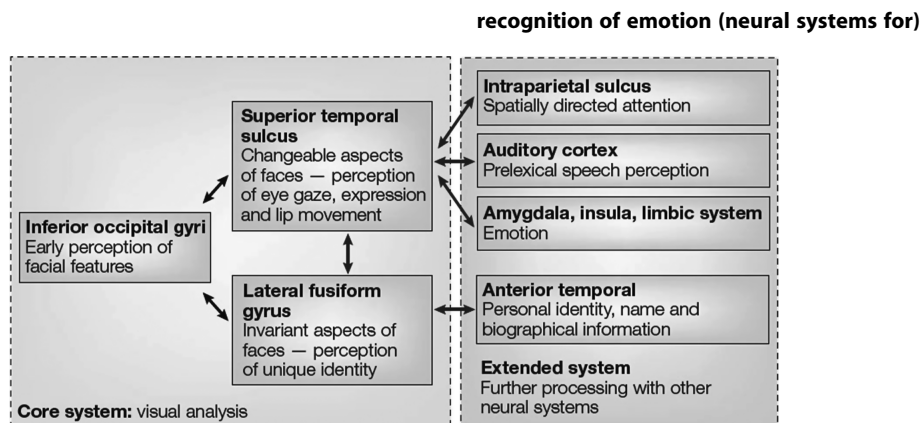 recognition of emotion (neural systems for)
Inferior occipital gyri
Early perception of
facial features
Superior temporal
sulcus
Changeable aspects
of faces — perception
of eye gaze, expression
and lip movement
Lateral fusiform
gyrus
Invariant aspects of
faces — perception
of unique identity
Core system: visual analysis
Intraparietal sulcus
Spatially directed attention
Auditory cortex
Prelexical speech perception
Amygdala, insula, limbic system
Emotion
Anterior temporal
Personal identity, name and
biographical information
Extended system
Further processing with other
neural systems